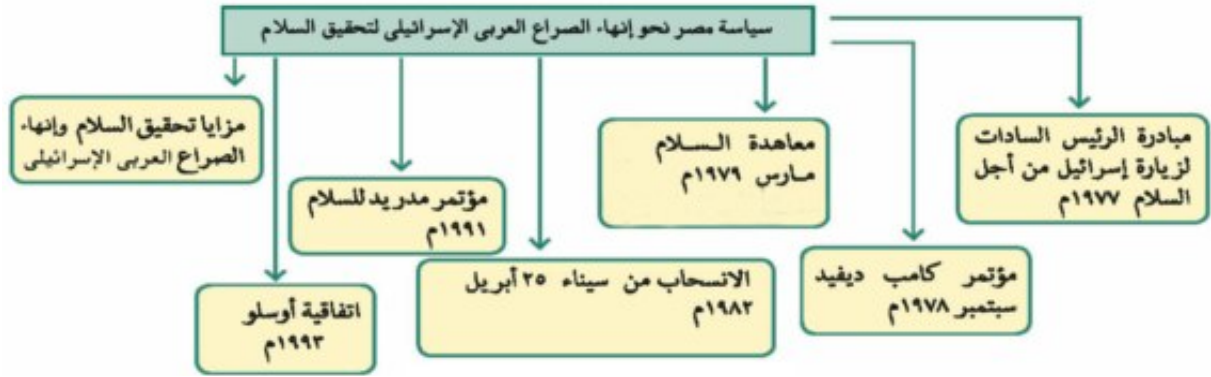 سياسة مصر نحو إنهاء الصراع العربى الإسرائيلى لتحقيق السلام
مبادرة الرئيس السادات
لزيارة إسرائيل من أجل
السلام ١٩٧٧م
مؤتمر كامب ديفيد
سبتمبر ١٩٧٨م
معاهدة السلام
مارس ١٩٧٩م
الانسحاب من سيناء ٢٥ أبريل
١٩٨٢م
مؤتمر مدريد للسلام
١٩٩١م
اتفاقية أوسلو
١٩٩٣م
مزايا تحقيق السلام وإنهاء
الصراع العربى الإسرائيلى